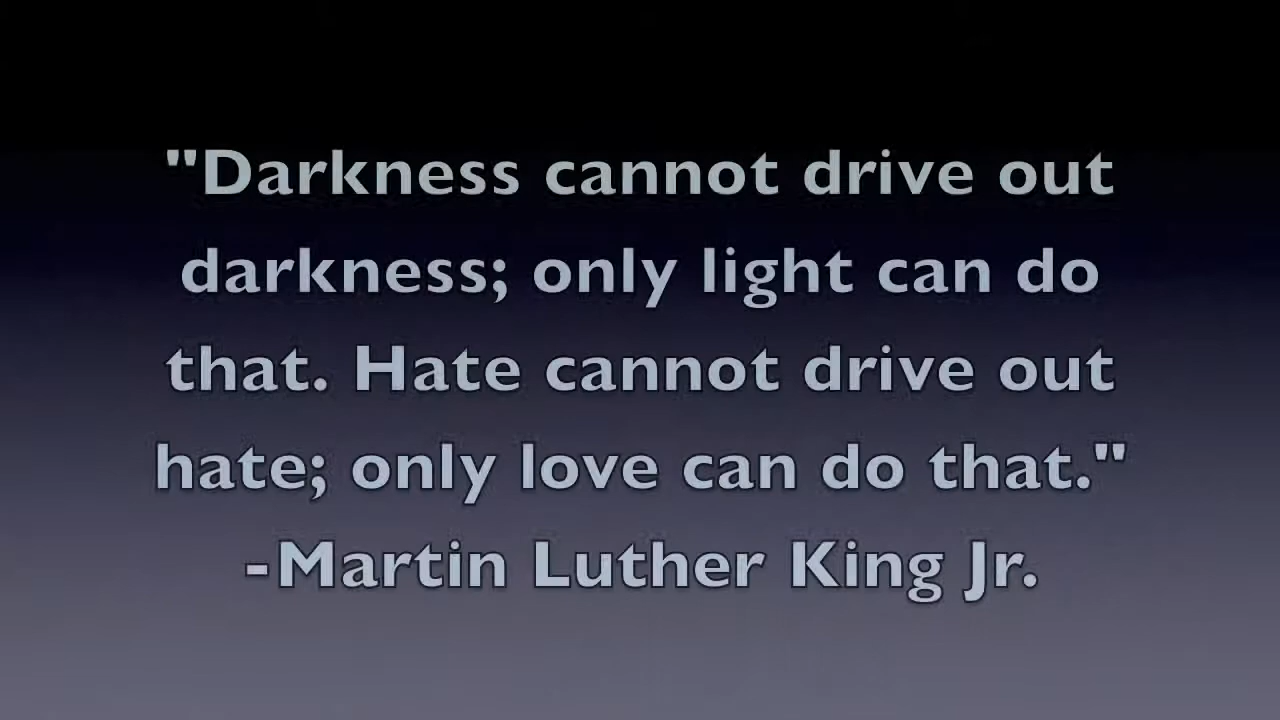 "Darkness cannot drive out
darkness; only light can do
that. Hate cannot drive out
hate; only love can do that."
-Martin Luther King Jr.